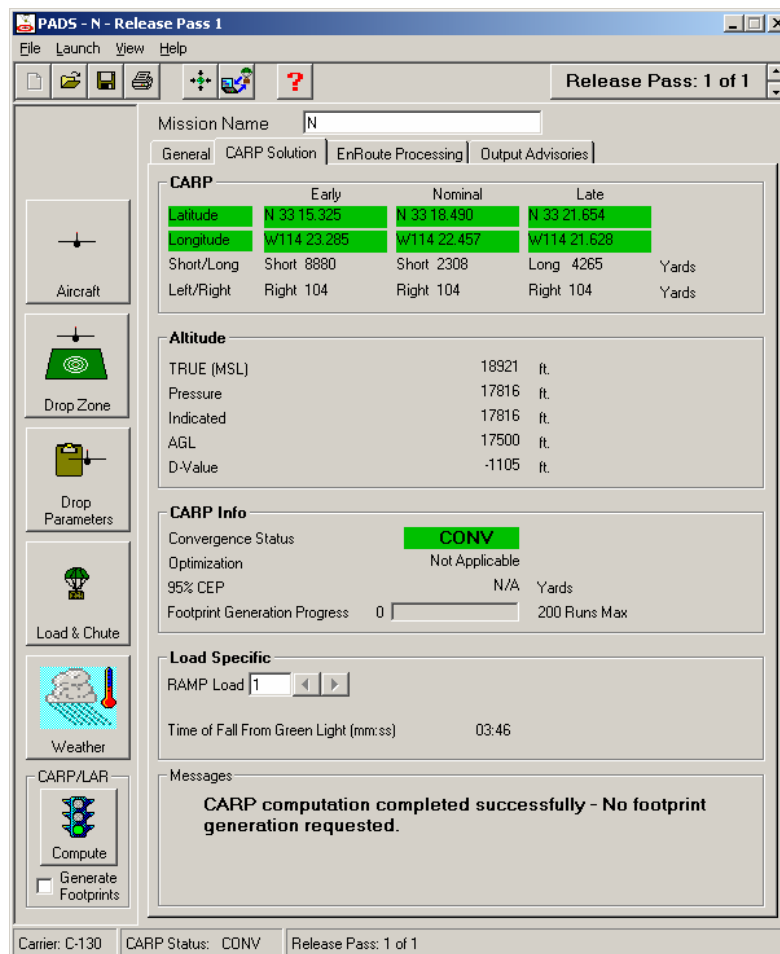 PADS - N - Release Pass 1
File Launch View Help
Release Pass: 1 of 1
Mission Name N
General CARP Solution EnRoute Processing Output Advisories
CARP
Early Nominal Late
Latitude N 33 15.325 N 33 18.490 N 33 21.654
Longitude W114 23.285 W114 22.457 W114 21.628
Short/Long Short 8880 Short 2308 Long 4265 Yards
Left/Right Right 104 Right 104 Right 104 Yards
Aircraft
Altitude
TRUE (MSL) 18921 ft.
Pressure 17816 ft.
Indicated 17816 ft.
AGL 17500 ft.
D-Value -1105 ft.
Drop Zone
Drop
Parameters
CARP Info
Convergence Status CONV
Optimization Not Applicable
95% CEP N/A Yards
Footprint Generation Progress 0 200 Runs Max
Load & Chute
Load Specific
RAMP Load 1
Time of Fall From Green Light (mm:ss) 03:46
Weather
CARP/LAR
Compute
Generate
Footprints
Messages
CARP computation completed successfully - No footprint
generation requested.
Carrier: C-130 CARP Status: CONV Release Pass: 1 of 1